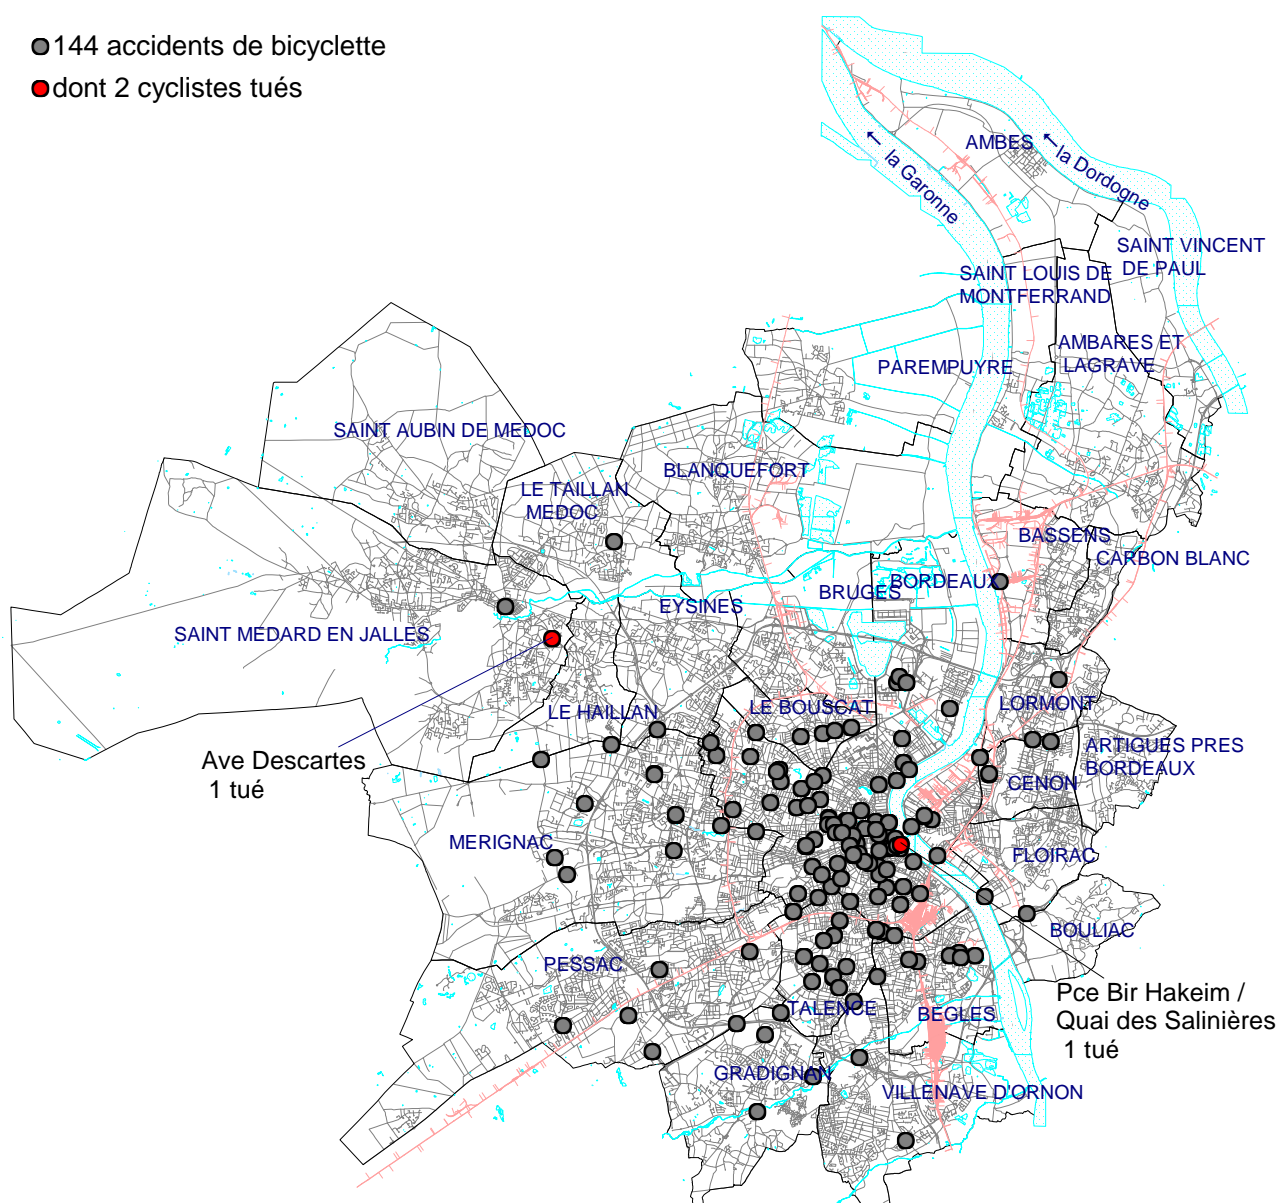 144 accidents de bicyclette
dont 2 cyclistes tués
AMBES
la Dordogne
la Garonne
SAINT VINCENT
DE PAUL
SAINT LOUIS DE
MONTFERRAND
AMBARES ET
LAGRAVE
PAREMPUYRE
SAINT AUBIN DE MEDOC
BLANQUEFORT
LE TAILLAN
MEDOC
BASSENS
CARBON BLANC
BORDEAUX
BRUGES
EYSINES
SAINT MEDARD EN JALLES
LORMONT
LE BOUSCAT
LE HAILLAN
ARTIGUES PRES
BORDEAUX
Ave Descartes
1 tué
CENON
MERIGNAC
FLOIRAC
BOULIAC
PESSAC
Pce Bir Hakeim /
Quai des Salinières
1 tué
TALENCE
BEGLES
GRADIGNAN
VILLENAVE D'ORNON